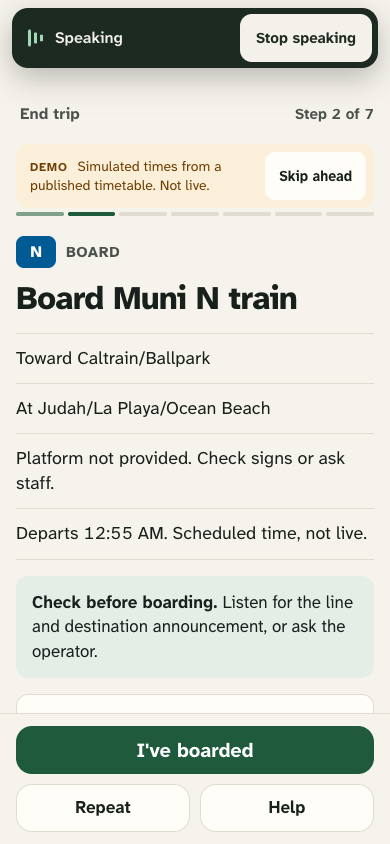 Speaking
Stop speaking
End trip
Step 2 of 7
DEMO Simulated times from a
published timetable. Not live.
Skip ahead
N
BOARD
Board Muni N train
Toward Caltrain/Ballpark
At Judah/La Playa/Ocean Beach
Platform not provided. Check signs or ask
staff.
Departs 12:55 AM. Scheduled time, not live.
Check before boarding. Listen for the line
and destination announcement, or ask the
operator.
I've boarded
Repeat
Help